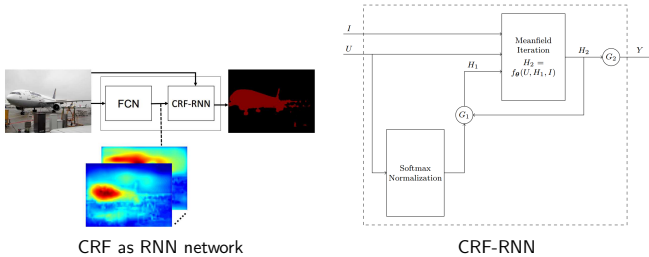 FCN
CRF-RNN
CRF as RNN network
I
U
Meanfield
Iteration
H₂ =
f_θ(U, H₁, I)
H₁
H₂
G₂
Y
G₁
Softmax
Normalization
CRF-RNN